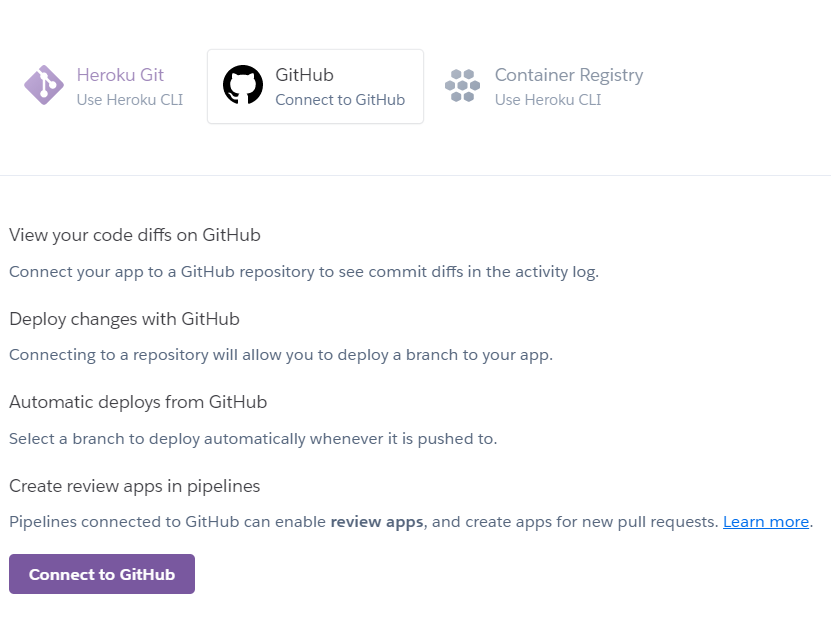 Heroku Git
Use Heroku CLI
GitHub
Connect to GitHub
Container Registry
Use Heroku CLI
View your code diffs on GitHub
Connect your app to a GitHub repository to see commit diffs in the activity log.
Deploy changes with GitHub
Connecting to a repository will allow you to deploy a branch to your app.
Automatic deploys from GitHub
Select a branch to deploy automatically whenever it is pushed to.
Create review apps in pipelines
Pipelines connected to GitHub can enable review apps, and create apps for new pull requests. Learn more.
Connect to GitHub